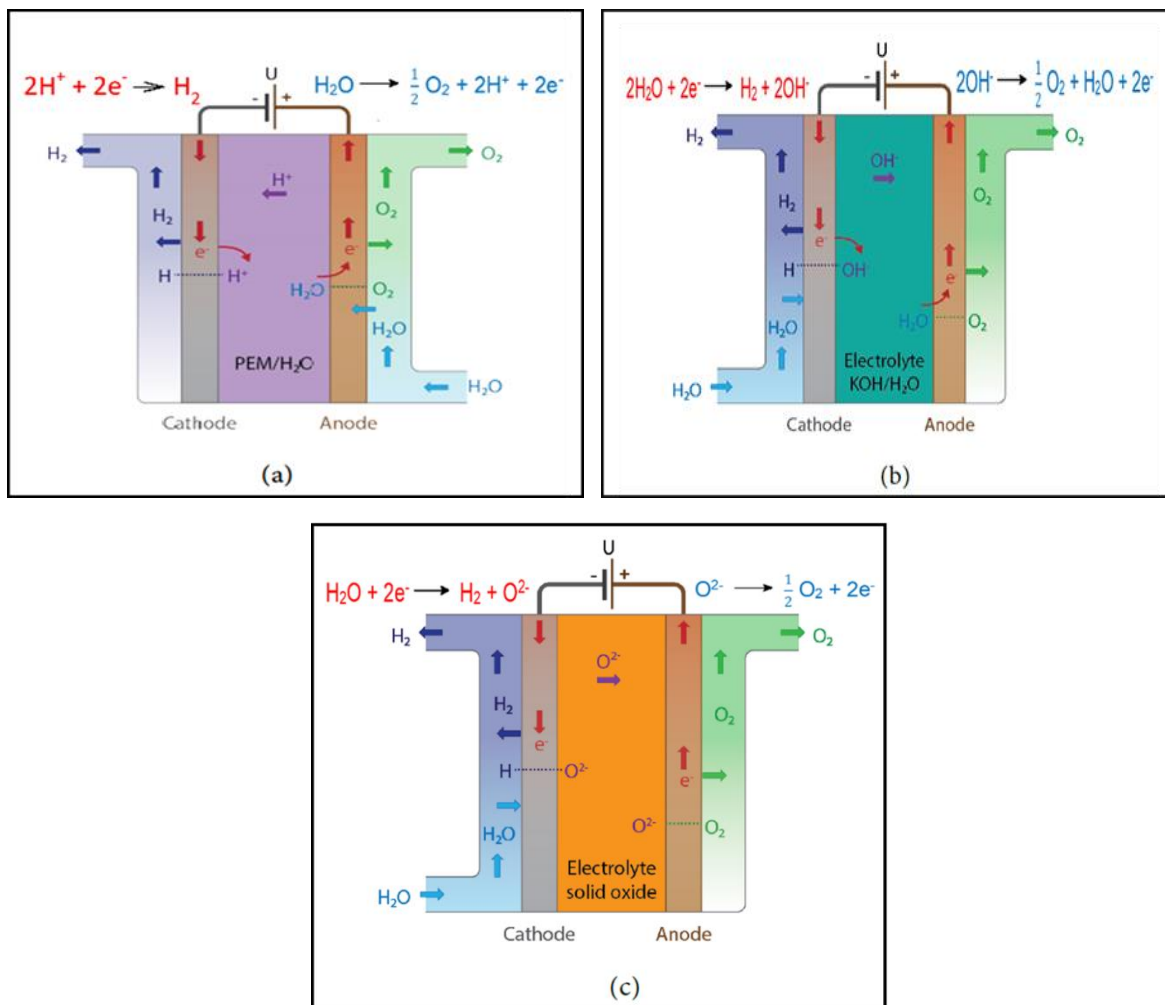 U
2H⁺ + 2e⁻ → H₂
H₂O → 1/2 O₂ + 2H⁺ + 2e⁻
- +
H₂
O₂
H⁺
H₂
O₂
e⁻
e⁻
H
H⁺
H₂O
O₂
H₂O
PEM/H₂O
H₂O
Cathode
Anode
(a)
U
2H₂O + 2e⁻ → H₂ + 2OH⁻
2OH⁻ → 1/2 O₂ + H₂O + 2e⁻
- +
H₂
O₂
OH⁻
H₂
O₂
e⁻
H
OH⁻
e⁻
H₂O
H₂O
O₂
Electrolyte
KOH/H₂O
H₂O
Cathode
Anode
(b)
U
H₂O + 2e⁻ → H₂ + O²⁻
O²⁻ → 1/2 O₂ + 2e⁻
- +
H₂
O₂
O²⁻
H₂
O₂
e⁻
H
O²⁻
e⁻
H₂O
O²⁻
O₂
Electrolyte
solid oxide
H₂O
Cathode
Anode
(c)